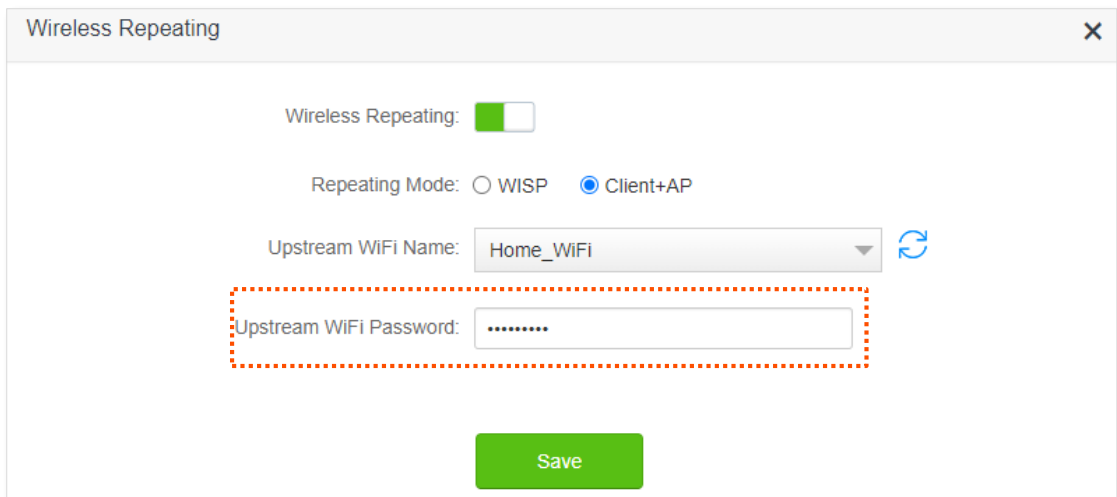 Wireless Repeating
Wireless Repeating:
Repeating Mode: WISP Client+AP
Upstream WiFi Name: Home_WiFi
Upstream WiFi Password: •••••••••
Save